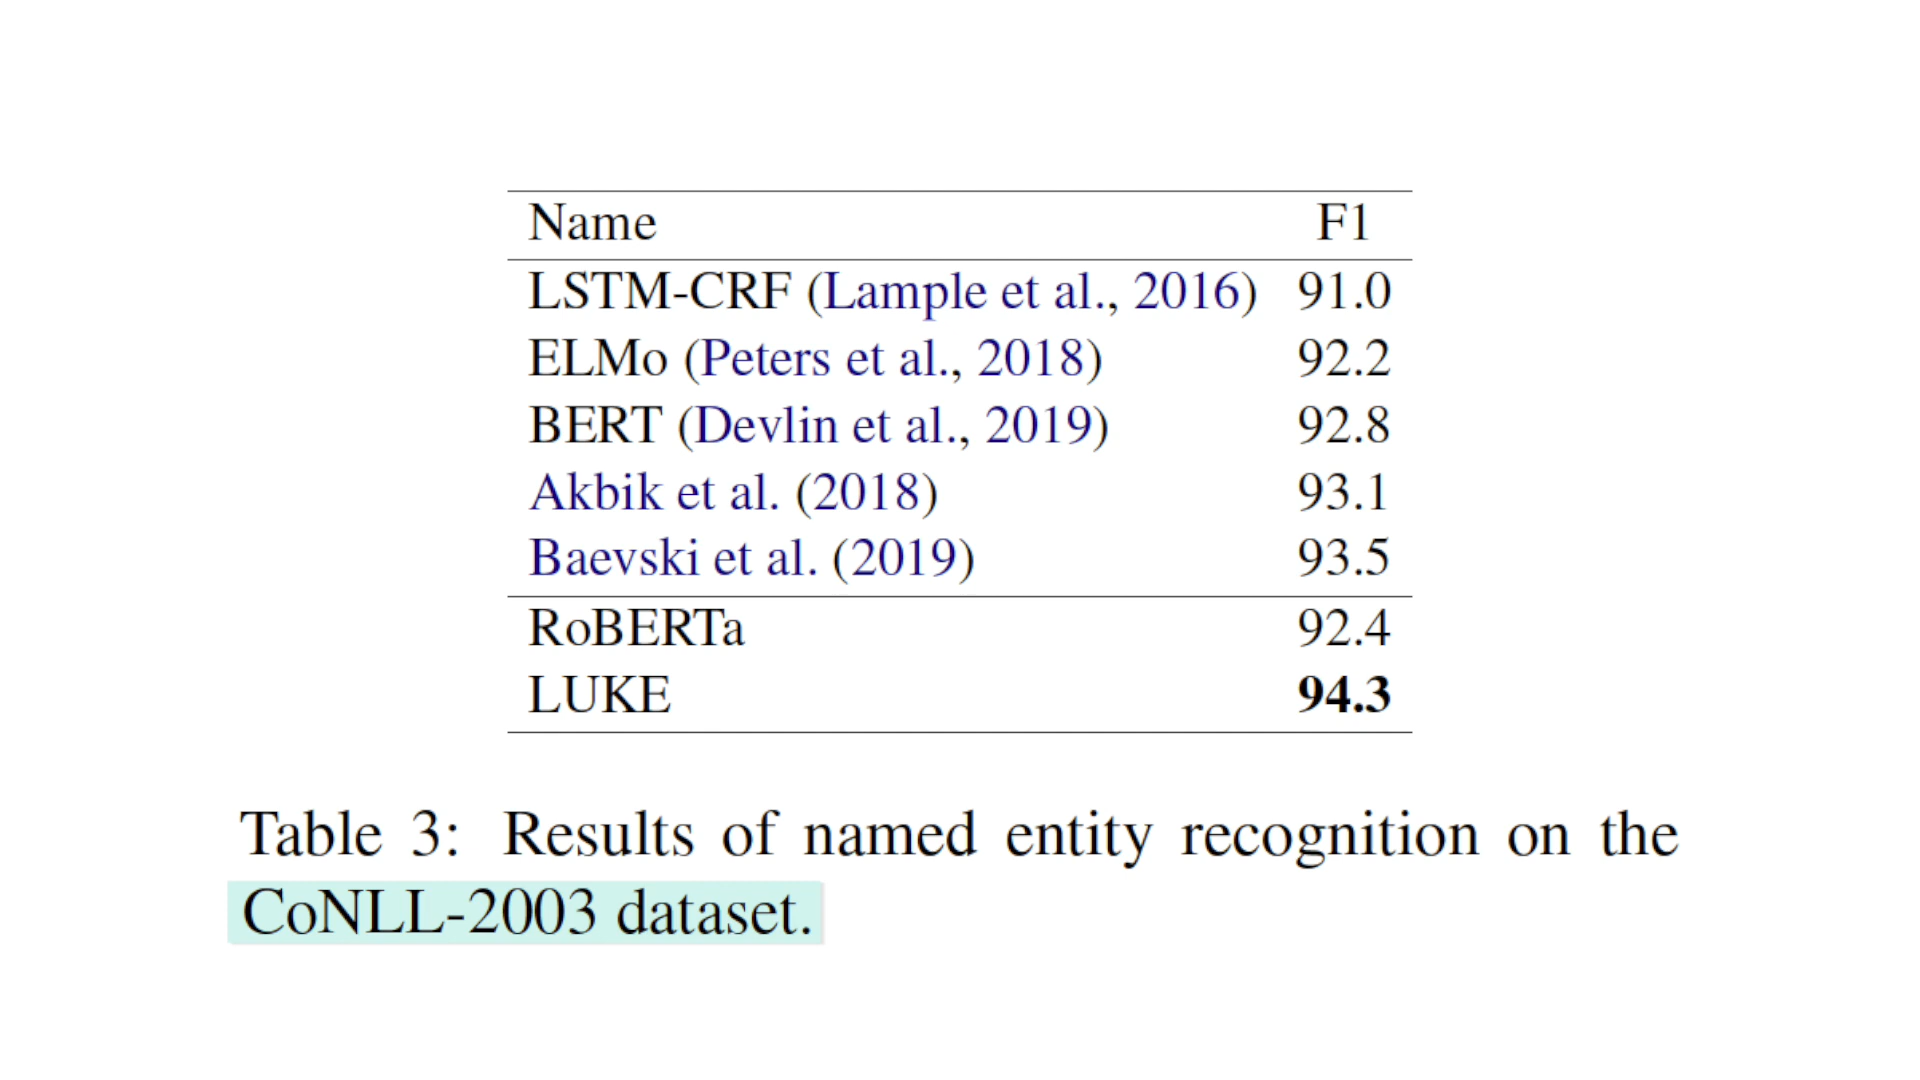 Name F1
LSTM-CRF (Lample et al., 2016) 91.0
ELMo (Peters et al., 2018) 92.2
BERT (Devlin et al., 2019) 92.8
Akbik et al. (2018) 93.1
Baevski et al. (2019) 93.5
RoBERTa 92.4
LUKE 94.3
Table 3: Results of named entity recognition on the
CoNLL-2003 dataset.